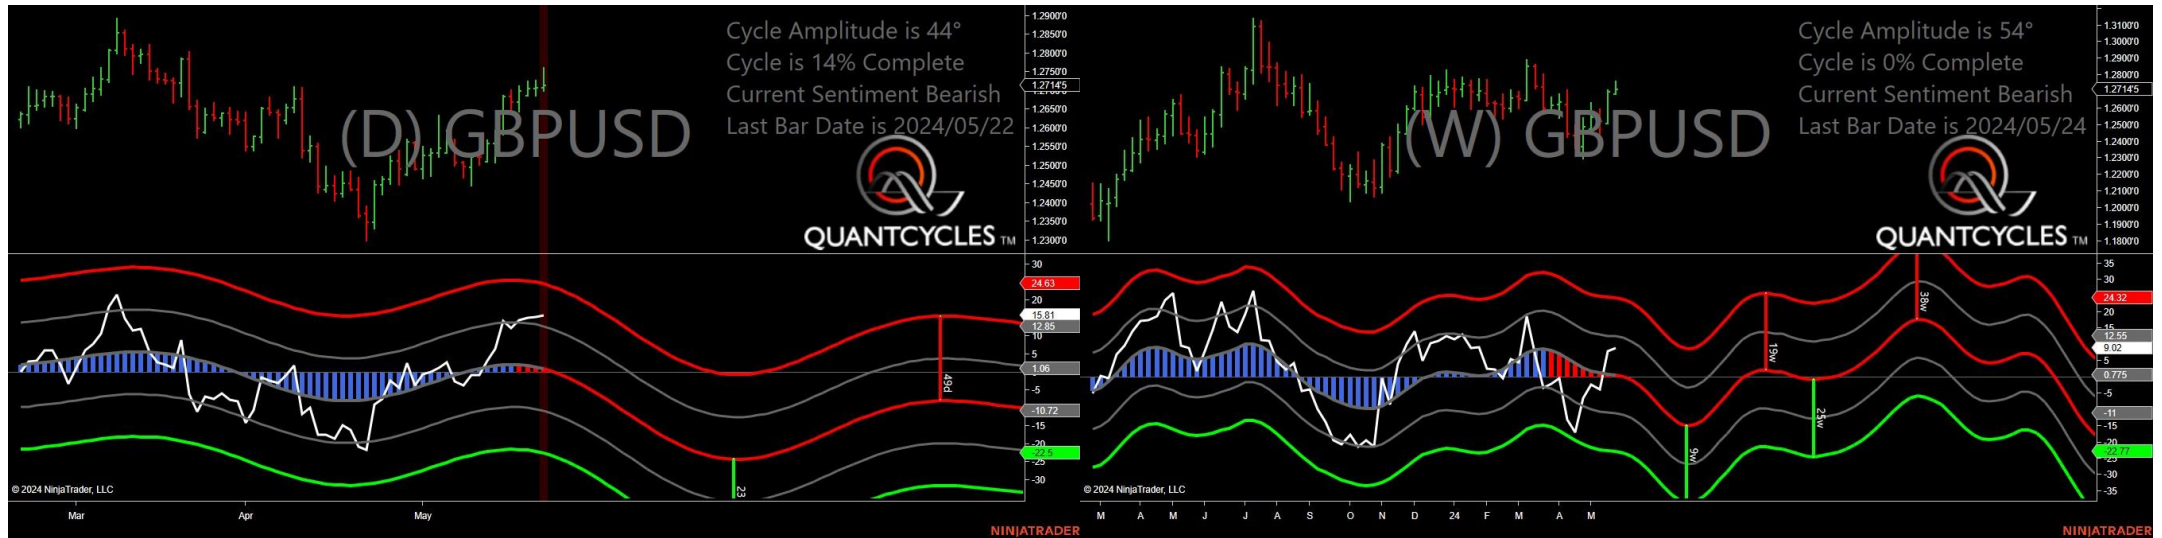 Cycle Amplitude is 44°
Cycle is 14% Complete
Current Sentiment Bearish
Last Bar Date is 2024/05/22
(D) GBPUSD
QUANTCYCLES TM
1.2900'0
1.2850'0
1.2800'0
1.2750'0
1.2714'5
1.2650'0
1.2600'0
1.2550'0
1.2500'0
1.2450'0
1.2400'0
1.2350'0
1.2300'0
30
24.63
20
15.81
12.85
10
5
1.06
-5
-10.72
-15
-20
-22.5
-25
-30
49d
23
© 2024 NinjaTrader, LLC
Mar Apr May
NINJATRADER
Cycle Amplitude is 54°
Cycle is 0% Complete
Current Sentiment Bearish
Last Bar Date is 2024/05/24
(W) GBPUSD
QUANTCYCLES TM
1.3100'0
1.3000'0
1.2900'0
1.2800'0
1.2714'5
1.2600'0
1.2500'0
1.2400'0
1.2300'0
1.2200'0
1.2100'0
1.2000'0
1.1900'0
1.1800'0
35
30
24.32
20
15
12.55
9.02
5
0.775
-5
-11
-15
-20
-22.77
-30
-35
38w
19w
25w
9w
© 2024 NinjaTrader, LLC
M A M J J A S O N D 24 F M A M
NINJATRADER